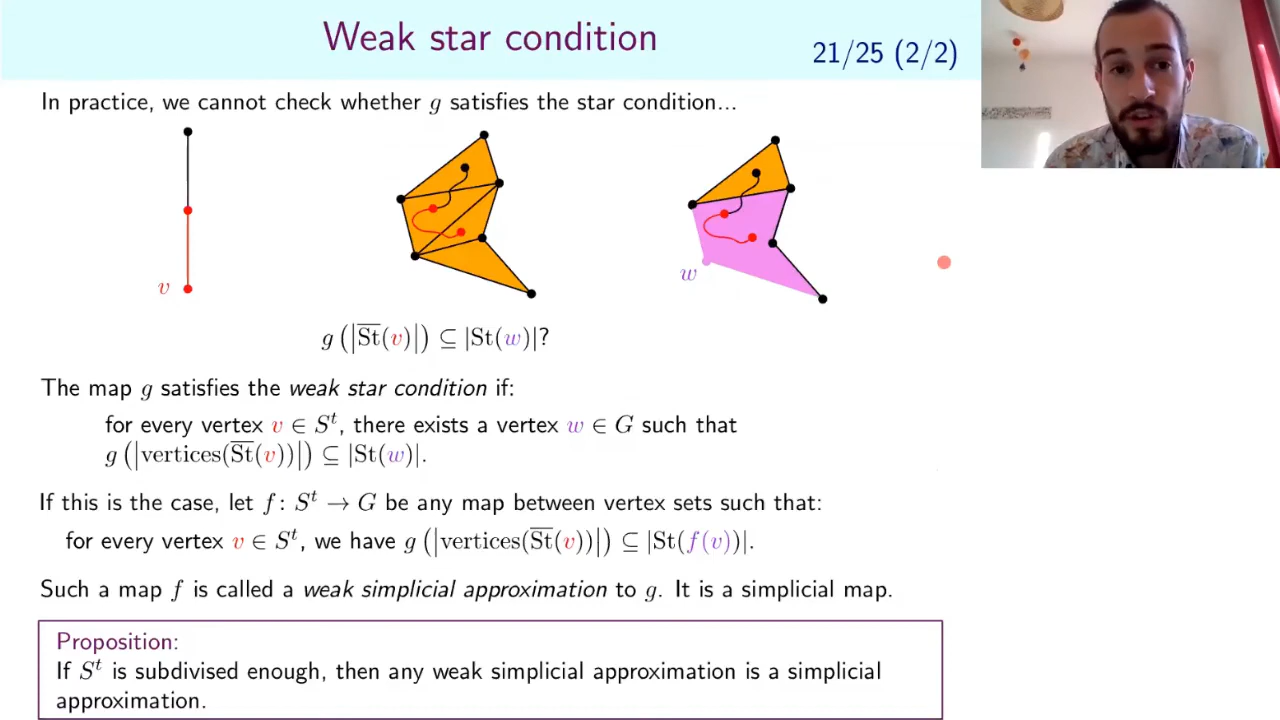 Weak star condition
21/25 (2/2)
In practice, we cannot check whether g satisfies the star condition...
v
w
g (|S̅t̅(v)|) ⊆ |St(w)|?
The map g satisfies the weak star condition if:
for every vertex v ∈ Sᵗ, there exists a vertex w ∈ G such that
g (|vertices(S̅t̅(v))|) ⊆ |St(w)|.
If this is the case, let f: Sᵗ → G be any map between vertex sets such that:
for every vertex v ∈ Sᵗ, we have g (|vertices(S̅t̅(v))|) ⊆ |St(f(v))|.
Such a map f is called a weak simplicial approximation to g. It is a simplicial map.
Proposition:
If Sᵗ is subdivised enough, then any weak simplicial approximation is a simplicial
approximation.